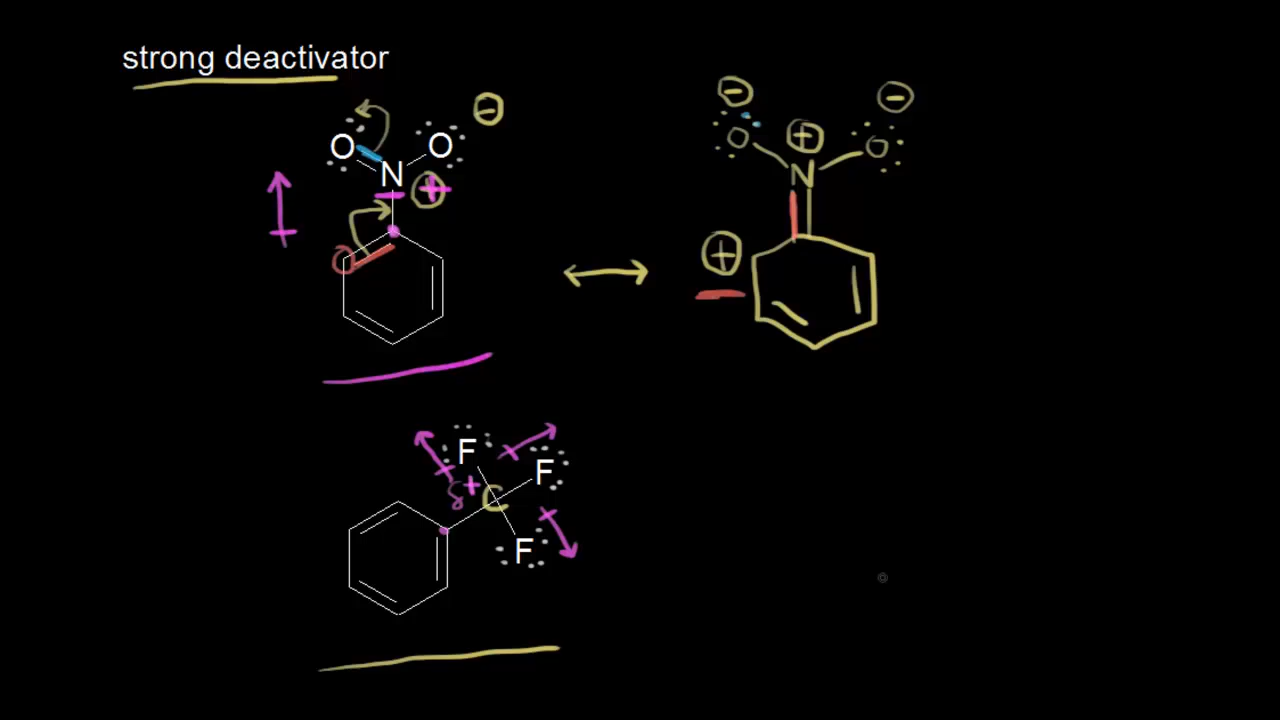 strong deactivator
− −
O O − O + O
N + N
+
F
δ+ C F
F